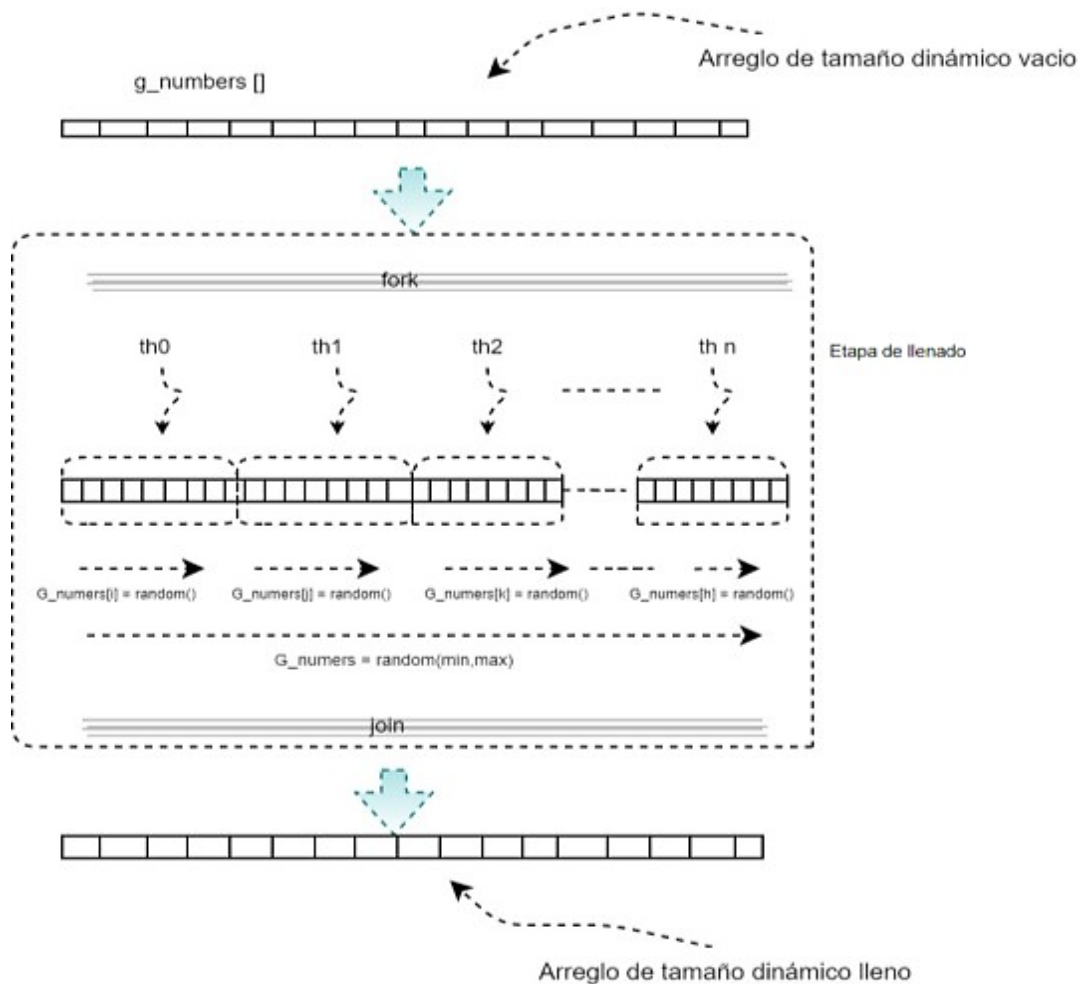 Arreglo de tamaño dinámico vacio
g_numbers []
fork
th0
th1
th2
th n
Etapa de llenado
G_numers[i] = random()
G_numers[j] = random()
G_numers[k] = random()
G_numers[h] = random()
G_numers = random(min,max)
join
Arreglo de tamaño dinámico lleno